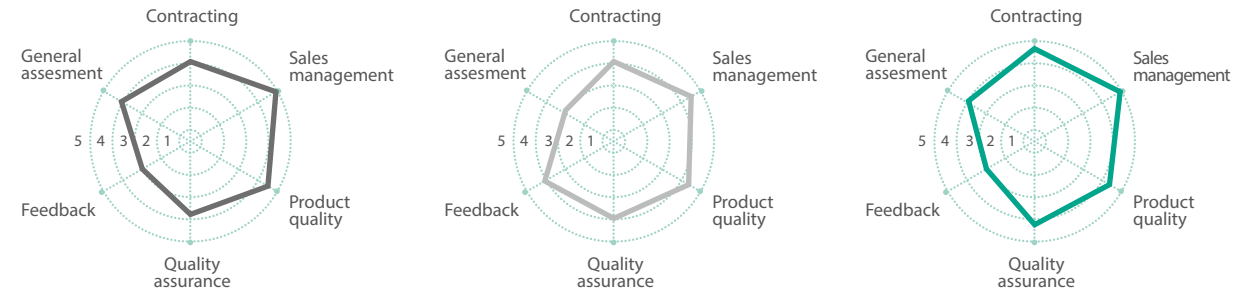 Contracting
General
assesment
Sales
management
5 4 3 2 1
Feedback
Product
quality
Quality
assurance
Contracting
General
assesment
Sales
management
5 4 3 2 1
Feedback
Product
quality
Quality
assurance
Contracting
General
assesment
Sales
management
5 4 3 2 1
Feedback
Product
quality
Quality
assurance